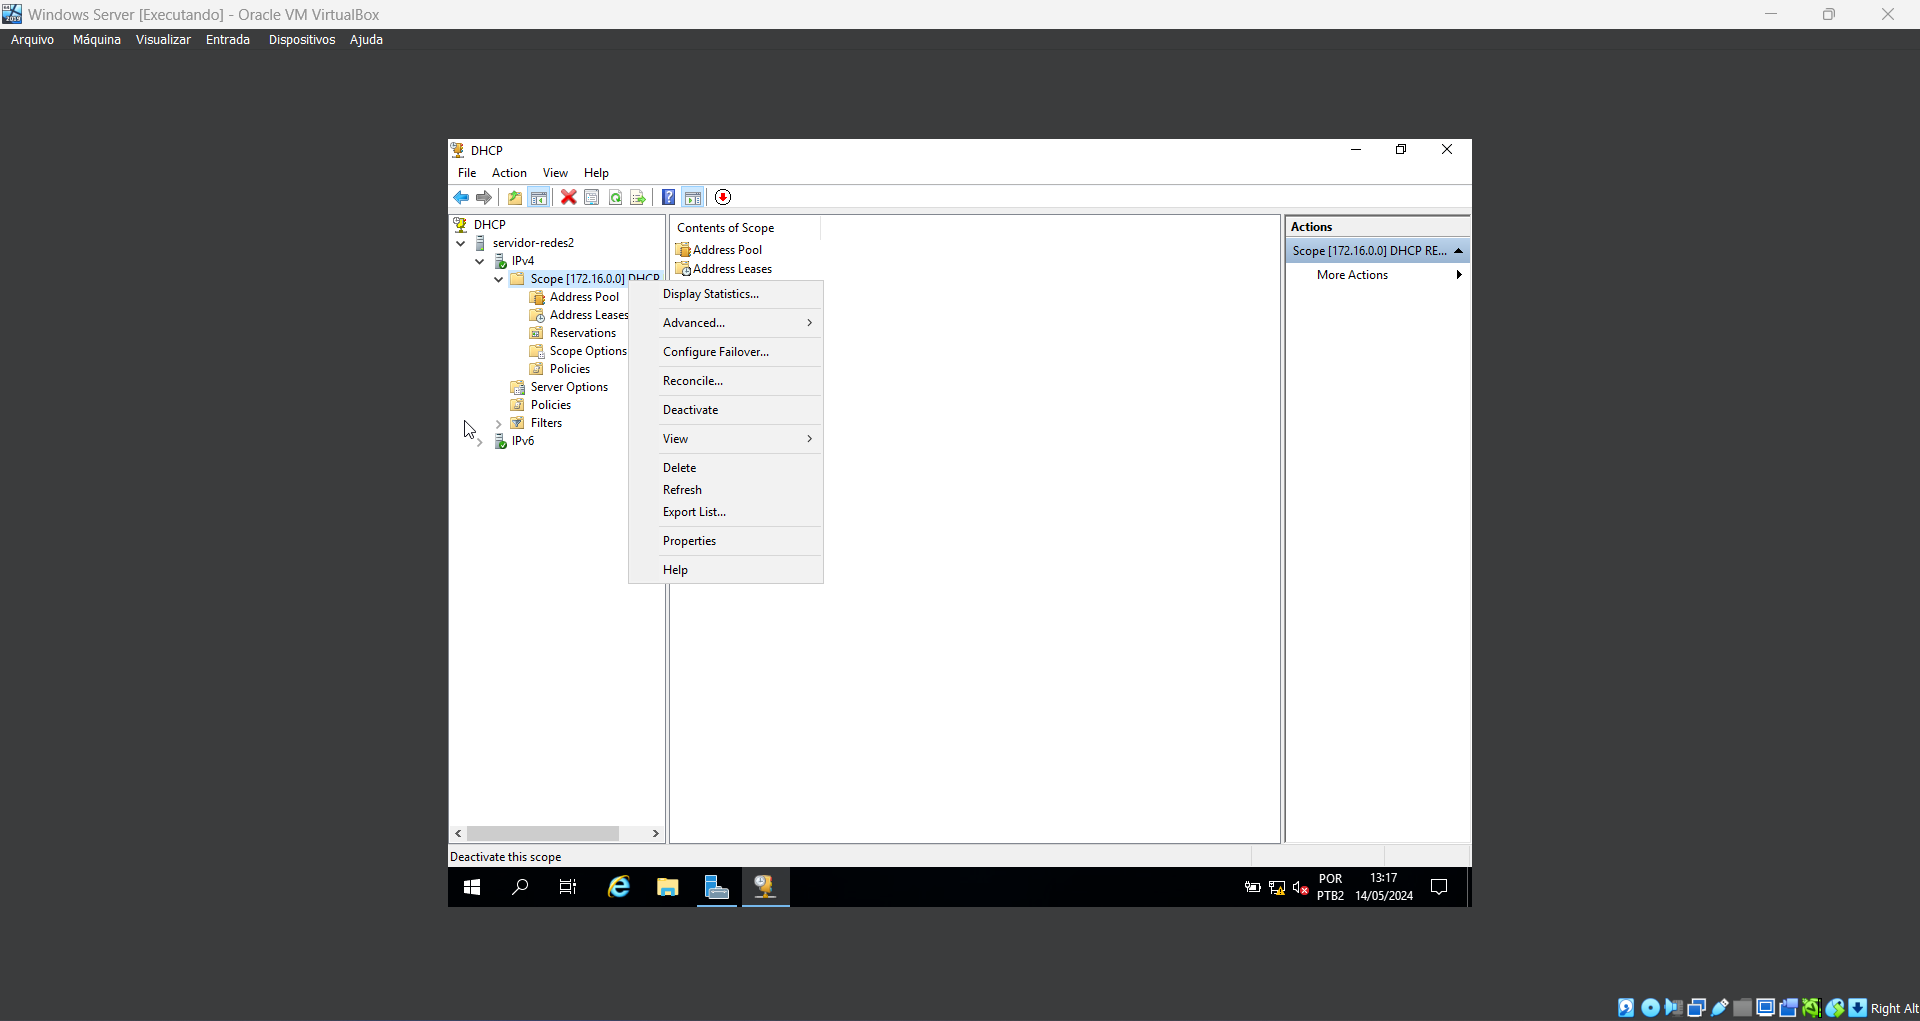 Windows Server [Executando] - Oracle VM VirtualBox
Arquivo Máquina Visualizar Entrada Dispositivos Ajuda
DHCP
File Action View Help
DHCP
servidor-redes2
IPv4
Scope [172.16.0.0] DHCP
Address Pool
Address Leases
Reservations
Scope Options
Policies
Server Options
Policies
Filters
IPv6
Contents of Scope
Address Pool
Address Leases
Display Statistics...
Advanced...
Configure Failover...
Reconcile...
Deactivate
View
Delete
Refresh
Export List...
Properties
Help
Actions
Scope [172.16.0.0] DHCP RE...
More Actions
Deactivate this scope
POR
PTB2
13:17
14/05/2024
Right Alt